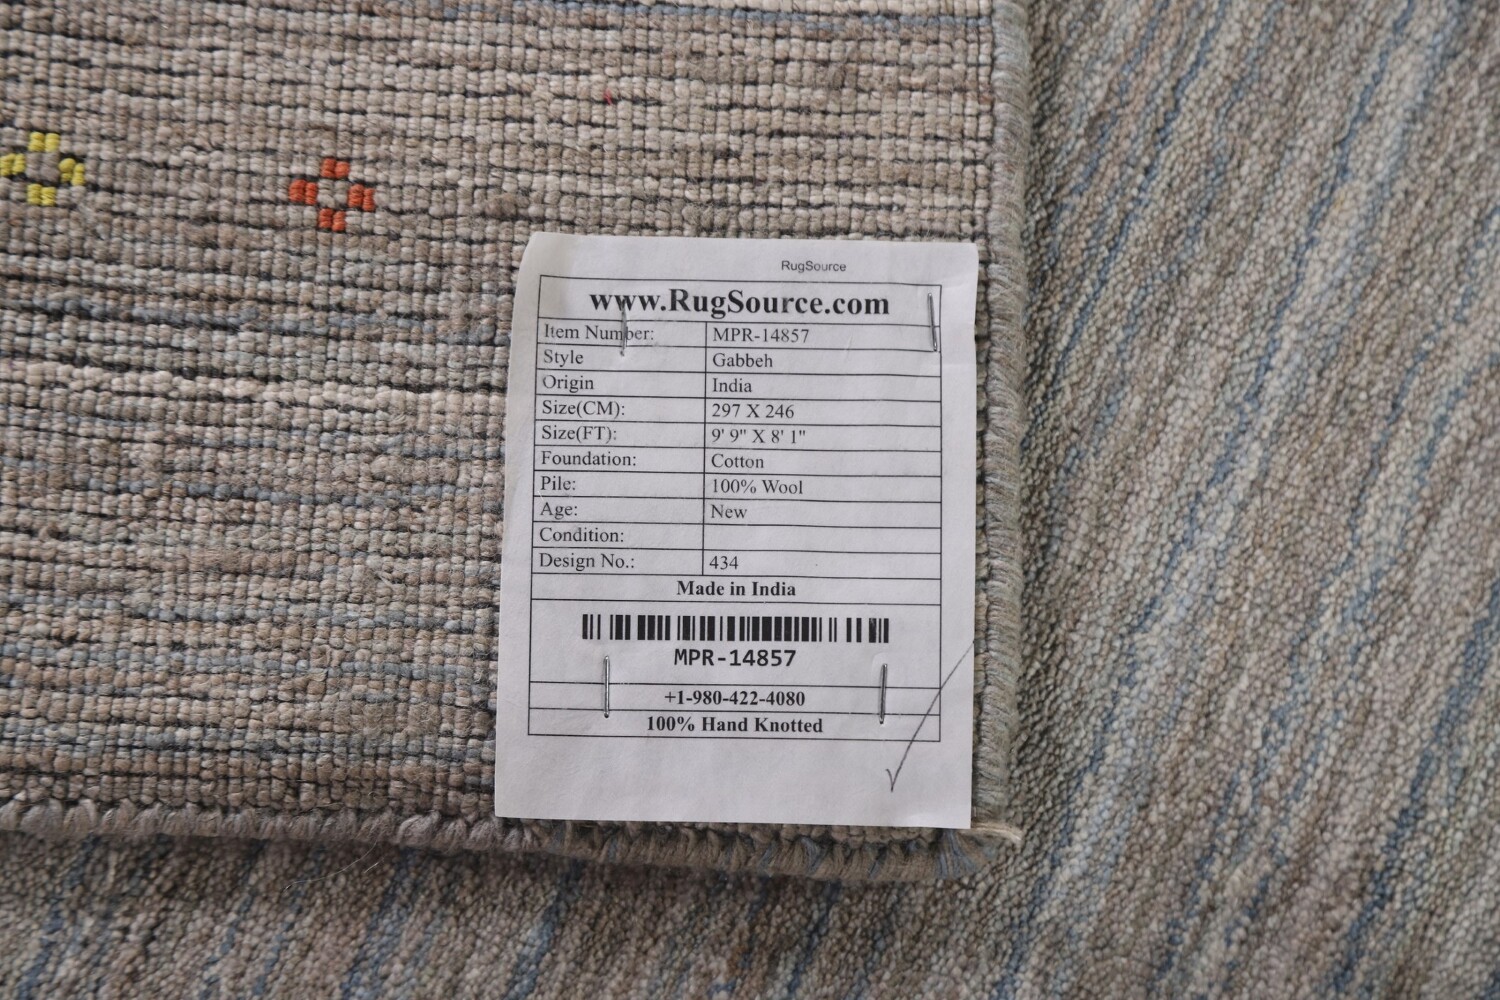 RugSource
www.RugSource.com
Item Number: MPR-14857
Style Gabbeh
Origin India
Size(CM): 297 X 246
Size(FT): 9' 9" X 8' 1"
Foundation: Cotton
Pile: 100% Wool
Age: New
Condition:
Design No.: 434
Made in India
MPR-14857
+1-980-422-4080
100% Hand Knotted